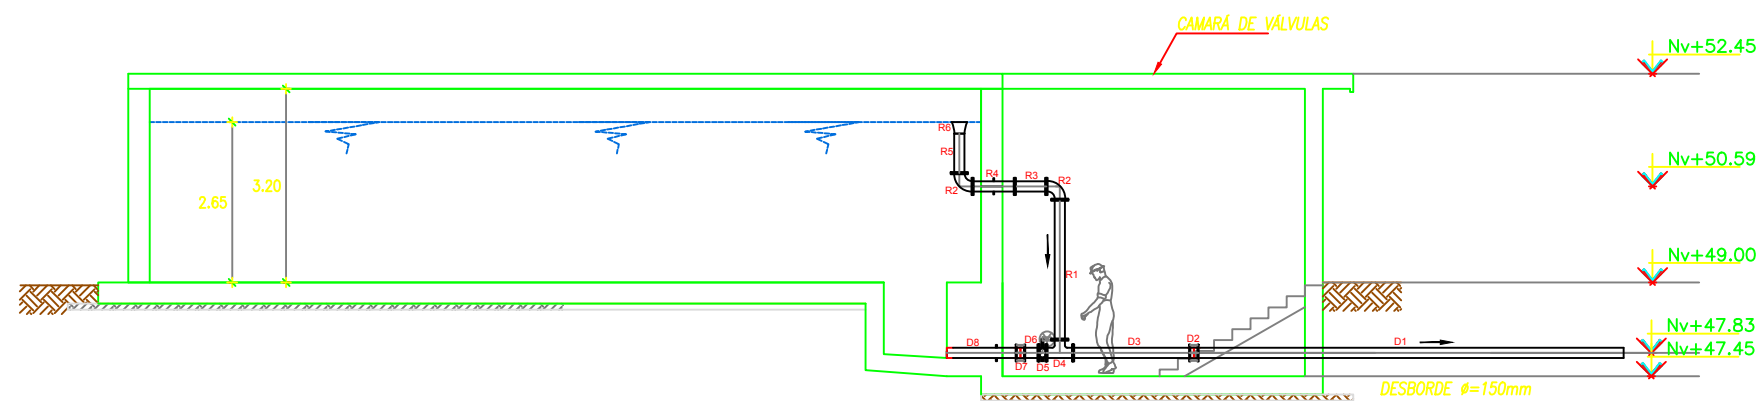 CAMARÁ DE VÁLVULAS
Nv+52.45
R6
R5
Nv+50.59
R4
R3
R2
R2
3.20
2.65
Nv+49.00
R1
Nv+47.83
D8
D6
D3
D2
D1
Nv+47.45
D7
D5
D4
DESBORDE ø=150mm